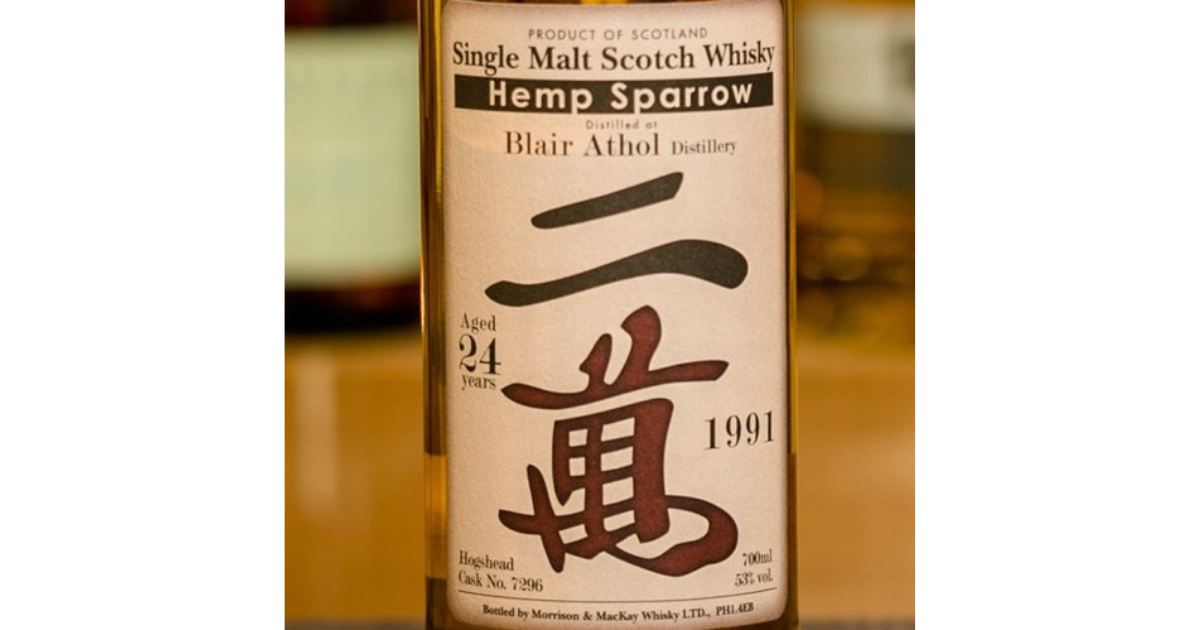 PRODUCT OF SCOTLAND
Single Malt Scotch Whisky
Hemp Sparrow
Distilled at
Blair Athol Distillery
二
萬
Aged
24
years
1991
Hogshead
Cask No. 7296
700ml
53% vol.
Bottled by Morrison & MacKay Whisky LTD., PH1.4EB